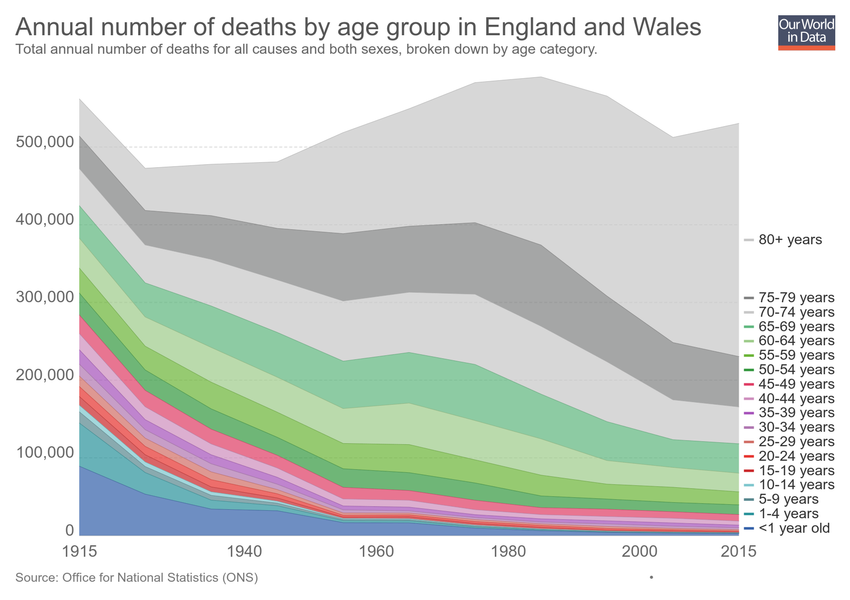 Annual number of deaths by age group in England and Wales
Total annual number of deaths for all causes and both sexes, broken down by age category.
Our World
in Data
500,000
400,000
300,000
200,000
100,000
0
1915
1940
1960
1980
2000
2015
80+ years
75-79 years
70-74 years
65-69 years
60-64 years
55-59 years
50-54 years
45-49 years
40-44 years
35-39 years
30-34 years
25-29 years
20-24 years
15-19 years
10-14 years
5-9 years
1-4 years
<1 year old
Source: Office for National Statistics (ONS)